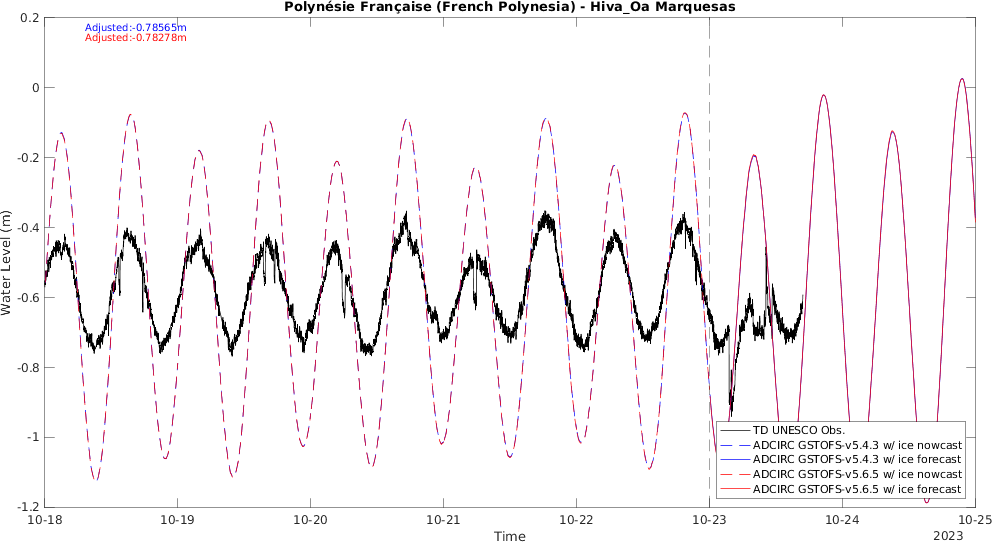 Polynésie Française (French Polynesia) - Hiva_Oa Marquesas
Adjusted:-0.78565m
Adjusted:-0.78278m
Water Level (m)
0.2
0
-0.2
-0.4
-0.6
-0.8
-1
-1.2
TD UNESCO Obs.
ADCIRC GSTOFS-v5.4.3 w/ ice nowcast
ADCIRC GSTOFS-v5.4.3 w/ ice forecast
ADCIRC GSTOFS-v5.6.5 w/ ice nowcast
ADCIRC GSTOFS-v5.6.5 w/ ice forecast
10-18 10-19 10-20 10-21 10-22 10-23 10-24 10-25
Time
2023